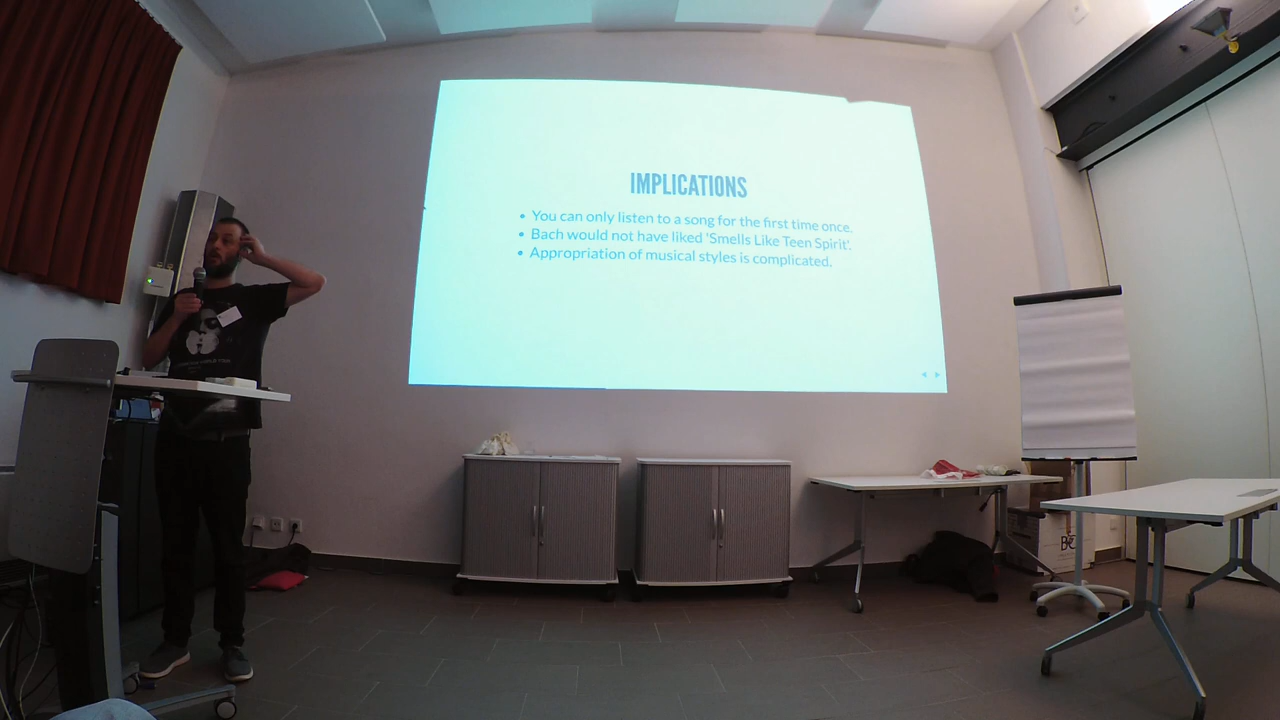 IMPLICATIONS
• You can only listen to a song for the first time once.
• Bach would not have liked 'Smells Like Teen Spirit'.
• Appropriation of musical styles is complicated.